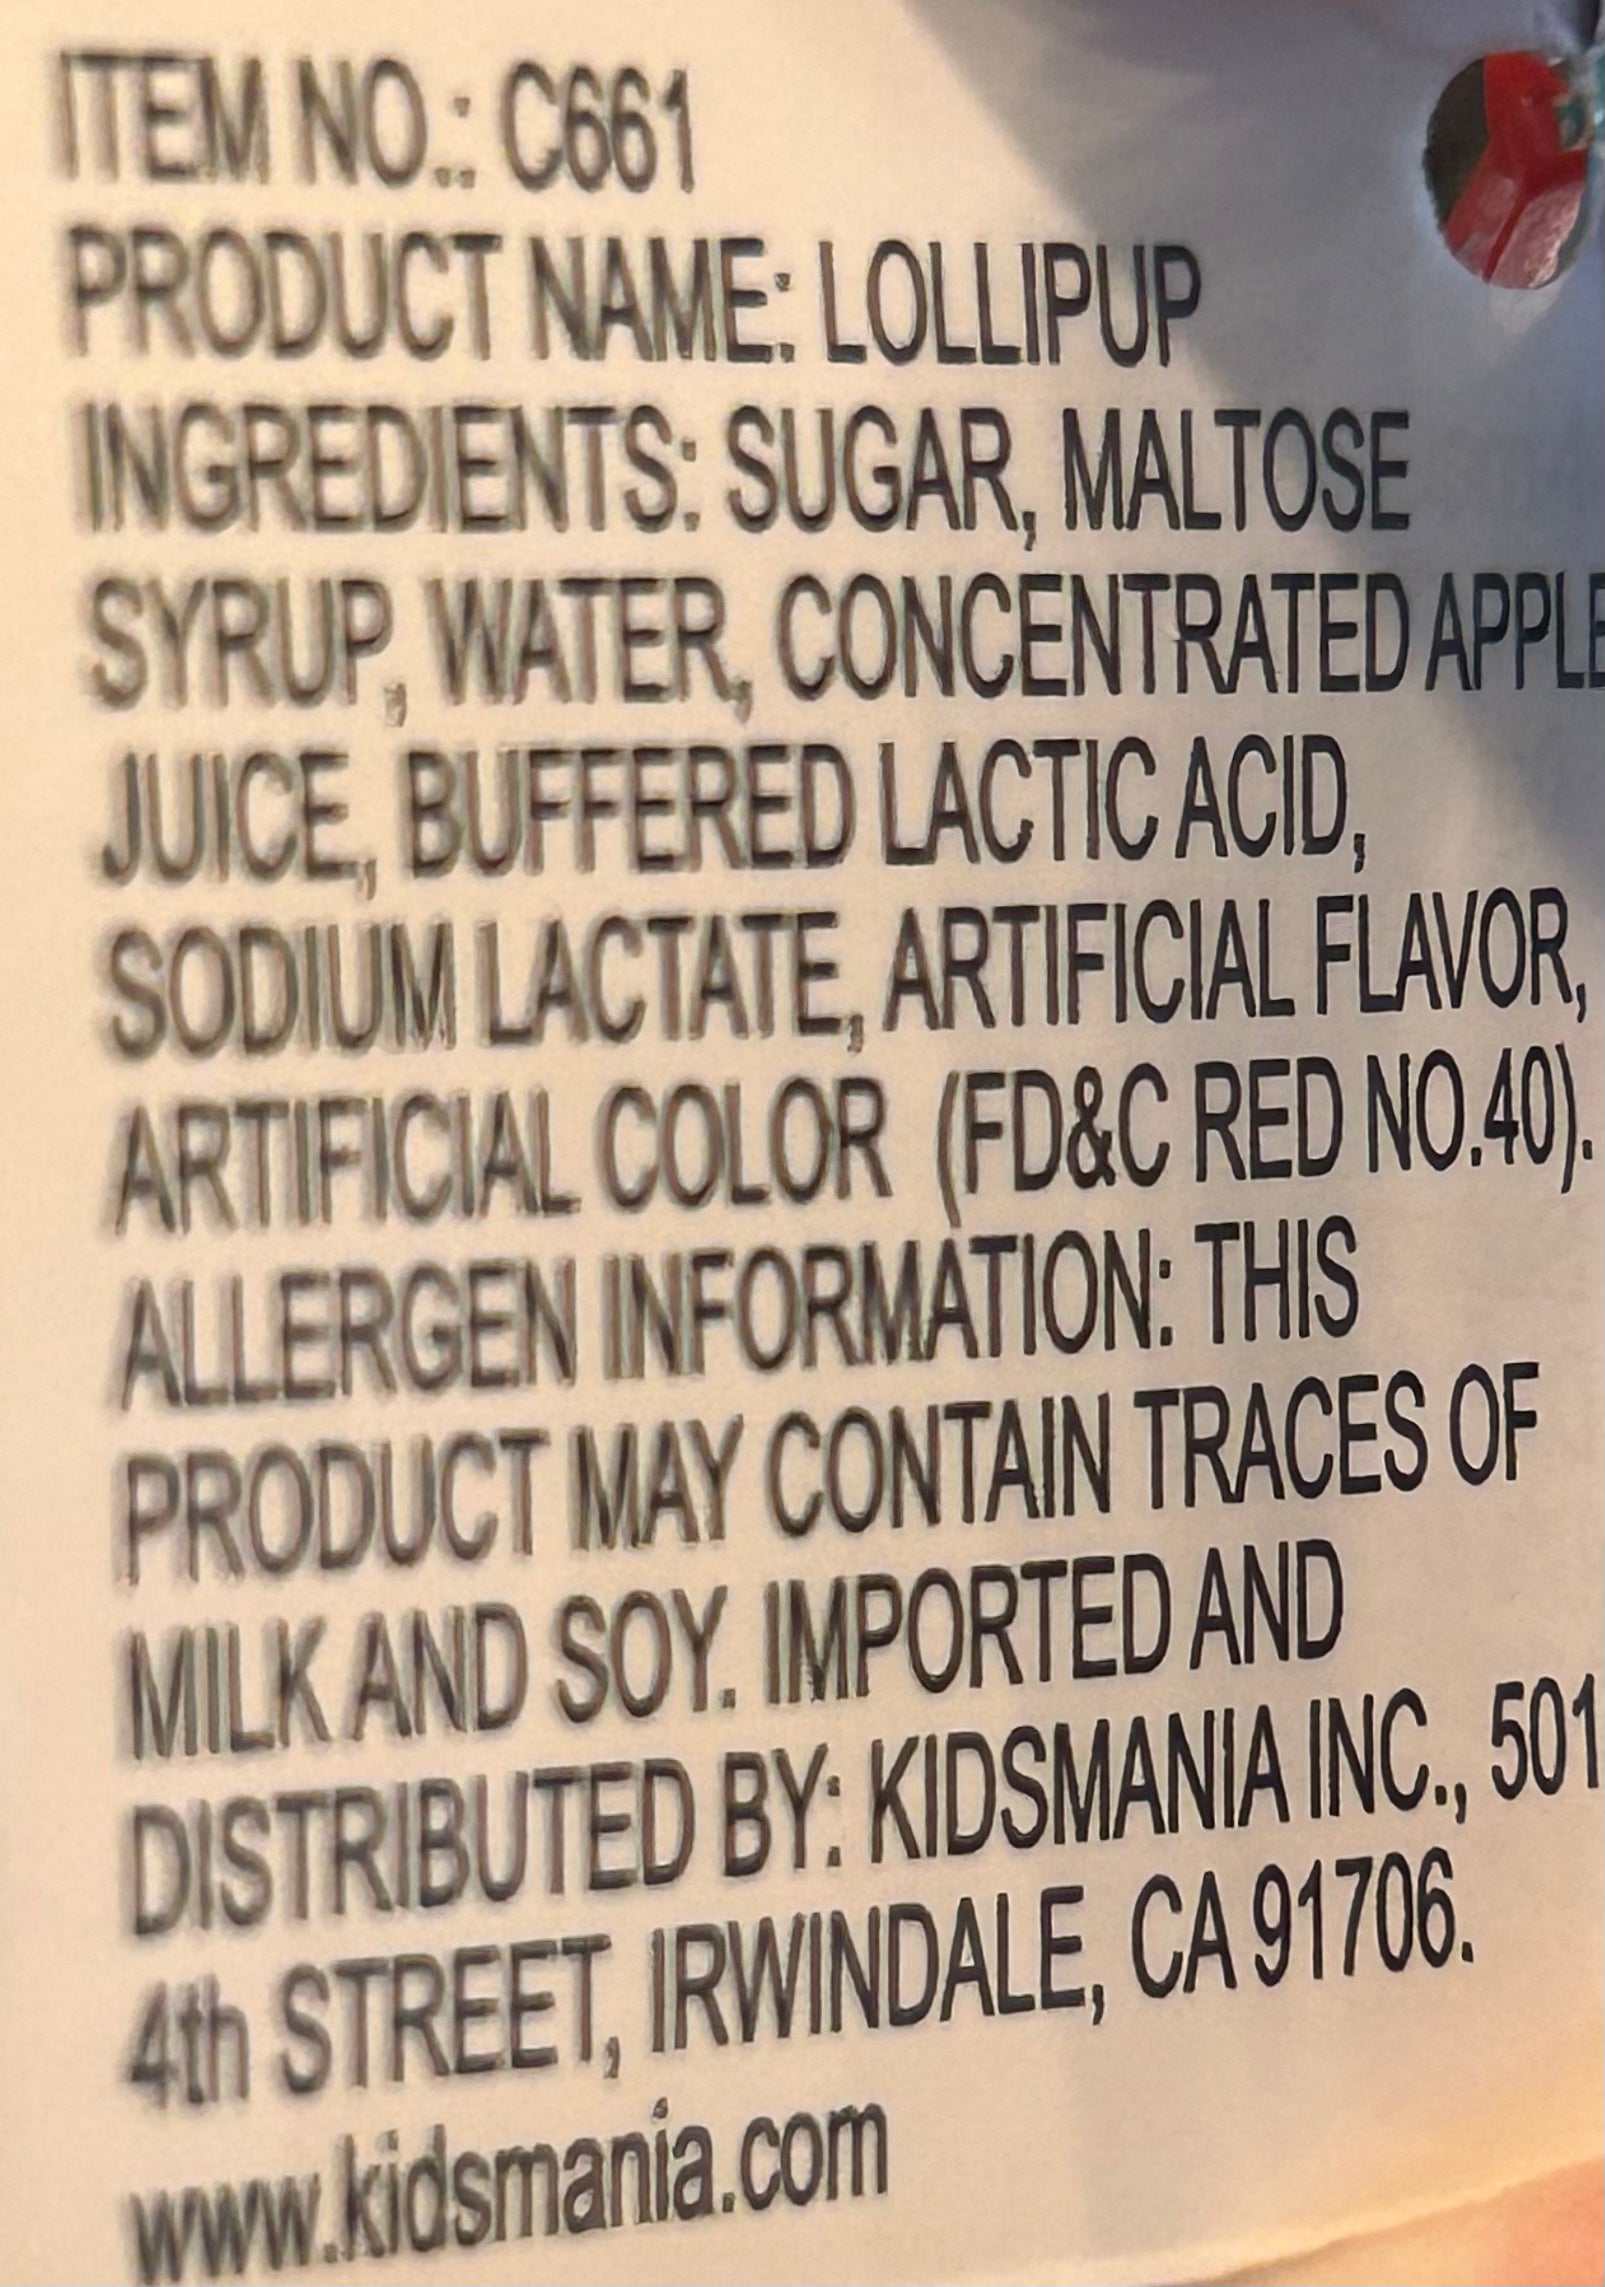 ITEM NO.: C661
PRODUCT NAME: LOLLIPUP
INGREDIENTS: SUGAR, MALTOSE
SYRUP, WATER, CONCENTRATED APPLE
JUICE, BUFFERED LACTIC ACID,
SODIUM LACTATE, ARTIFICIAL FLAVOR,
ARTIFICIAL COLOR (FD&C RED NO.40).
ALLERGEN INFORMATION: THIS
PRODUCT MAY CONTAIN TRACES OF
MILK AND SOY. IMPORTED AND
DISTRIBUTED BY: KIDSMANIA INC., 501
4th STREET, IRWINDALE, CA 91706.
www.kidsmania.com